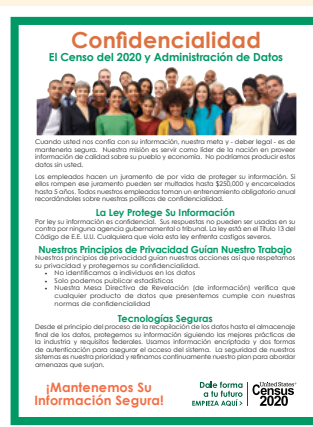 Confidencialidad
El Censo del 2020 y Administración de Datos
Cuando usted nos confía con su información, nuestra meta y - deber legal - es de
mantenerla segura. Nuestra misión es servir como líder de la nación en proveer
información de calidad sobre su pueblo y economía. No podríamos producir estos
datos sin usted.
Los empleados hacen un juramento de por vida de proteger su información. Si
ellos rompen ese juramento pueden ser multados hasta $250,000 y encarcelados
hasta 5 años. Todos nuestros empleados toman un entrenamiento obligatorio anual
recordándoles sobre nuestras políticas de confidencialidad.
La Ley Protege Su Información
Por ley su información es confidencial. Sus respuestas no pueden ser usadas en su
contra por ninguna agencia gubernamental o tribunal. La ley está en el Título 13 del
Código de E.E. U.U. Cualquiera que viola esta ley enfrenta castigos severos.
Nuestros Principios de Privacidad Guían Nuestro Trabajo
Nuestros principios de privacidad guían nuestras acciones así que respetamos
su privacidad y protegemos su confidencialidad.
• No identificamos a individuos en los datos
• Solo podemos publicar estadísticas
• Nuestra Mesa Directiva de Revelación (de información) verifica que
cualquier producto de datos que presentemos cumple con nuestras
normas de confidencialidad
Tecnologías Seguras
Desde el principio del proceso de la recopilación de los datos hasta el almacenaje
final de los datos, protegemos su información siguiendo las mejores prácticas de
la industria y requisitos federales. Usamos información encriptada y dos formas
de autenticación para asegurar el acceso del sistema. La seguridad de nuestros
sistemas es nuestra prioridad y refinamos continuamente nuestro plan para abordar
amenazas que surjan.
¡Mantenemos Su
Información Segura!
Dale forma
a tu futuro
EMPIEZA AQUÍ >
United States®
Census
2020